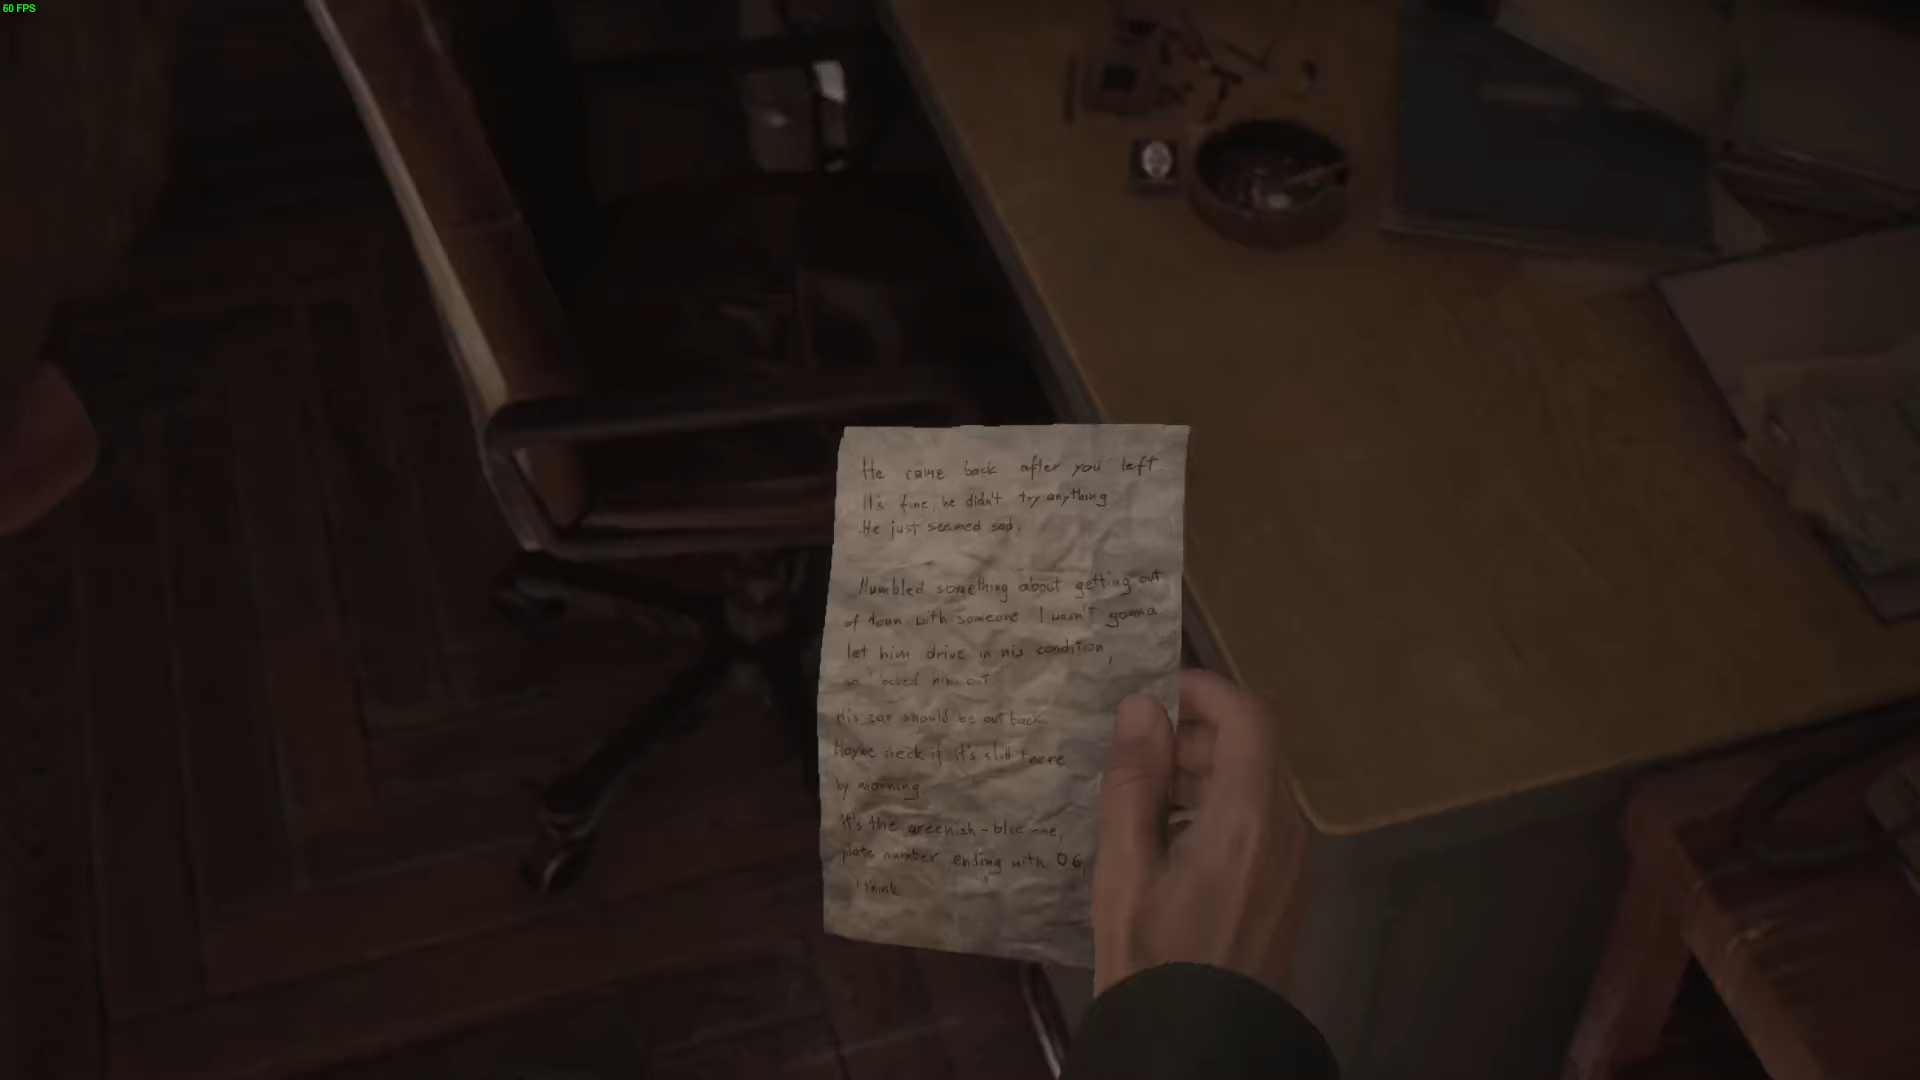 60 FPS
He came back after you left
It's fine, he didn't try anything
He just seemed sad.
Mumbled something about getting out
of town with someone I wasn't gonna
let him drive in his condition,
so I him out
His car should be out back
Maybe check if it's still there
by morning
It's the greenish-blue one,
plate number ending with 06,
I think